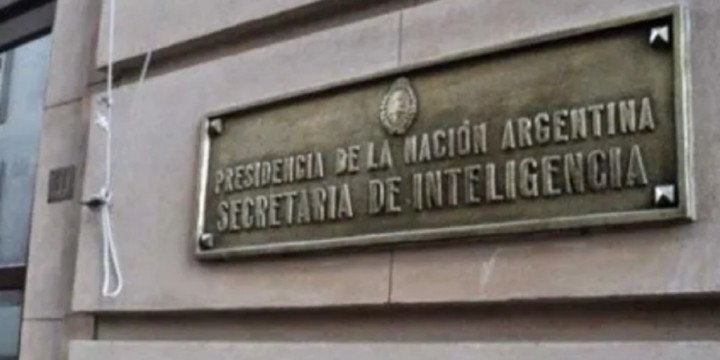 PRESIDENCIA DE LA NACIÓN ARGENTINA
SECRETARIA DE INTELIGENCIA